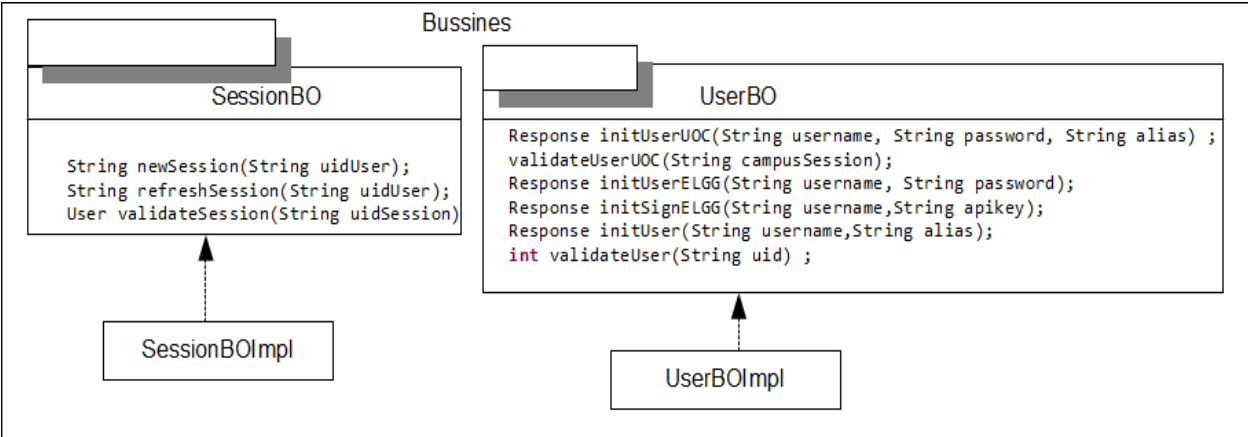 Bussines
SessionBO
String newSession(String uidUser);
String refreshSession(String uidUser);
User validateSession(String uidSession)
SessionBOImpl
UserBO
Response initUserUOC(String username, String password, String alias) ;
validateUserUOC(String campusSession);
Response initUserELGG(String username, String password);
Response initSignELGG(String username,String apikey);
Response initUser(String username,String alias);
int validateUser(String uid) ;
UserBOImpl